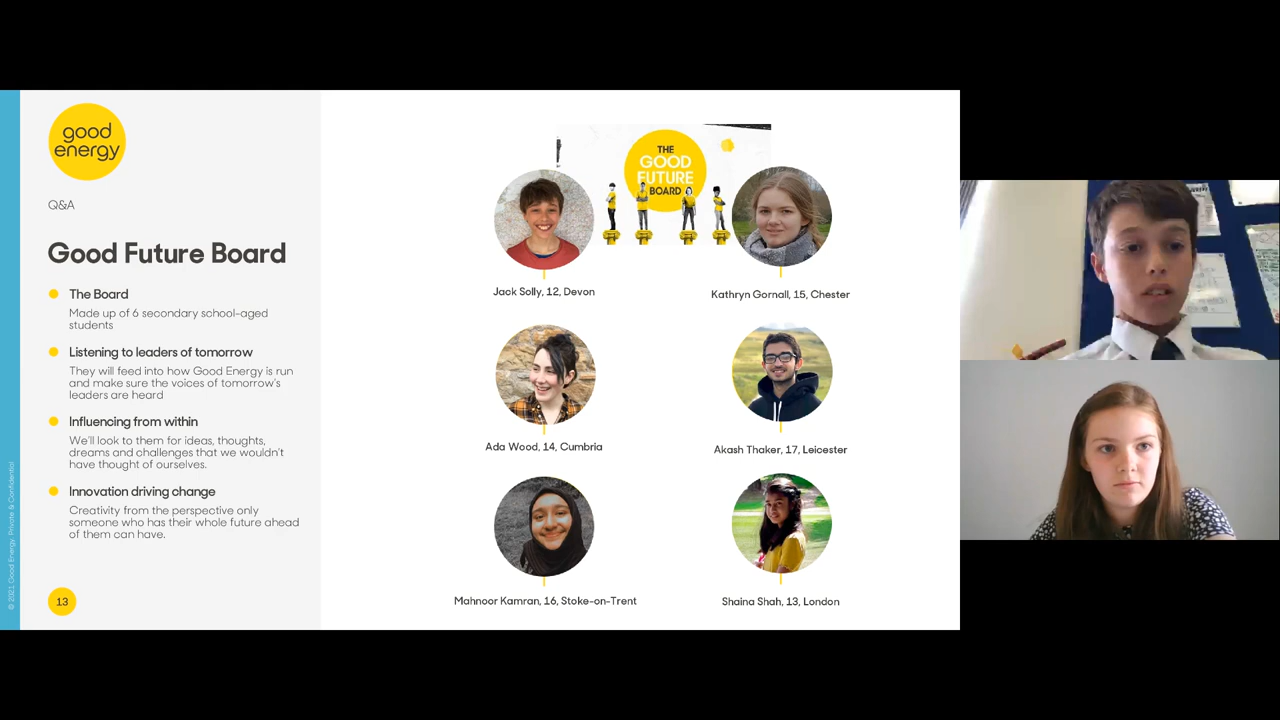 good
energy
Q&A
Good Future Board
The Board
Made up of 6 secondary school-aged
students
Listening to leaders of tomorrow
They will feed into how Good Energy is run
and make sure the voices of tomorrow's
leaders are heard
Influencing from within
We'll look to them for ideas, thoughts,
dreams and challenges that we wouldn't
have thought of ourselves.
Innovation driving change
Creativity from the perspective only
someone who has their whole future ahead
of them can have.
13
© 2021 Good Energy Private & Confidential
THE
GOOD
FUTURE
BOARD
Jack Solly, 12, Devon
Kathryn Gornall, 15, Chester
Ada Wood, 14, Cumbria
Akash Thaker, 17, Leicester
Mahnoor Kamran, 16, Stoke-on-Trent
Shaina Shah, 13, London